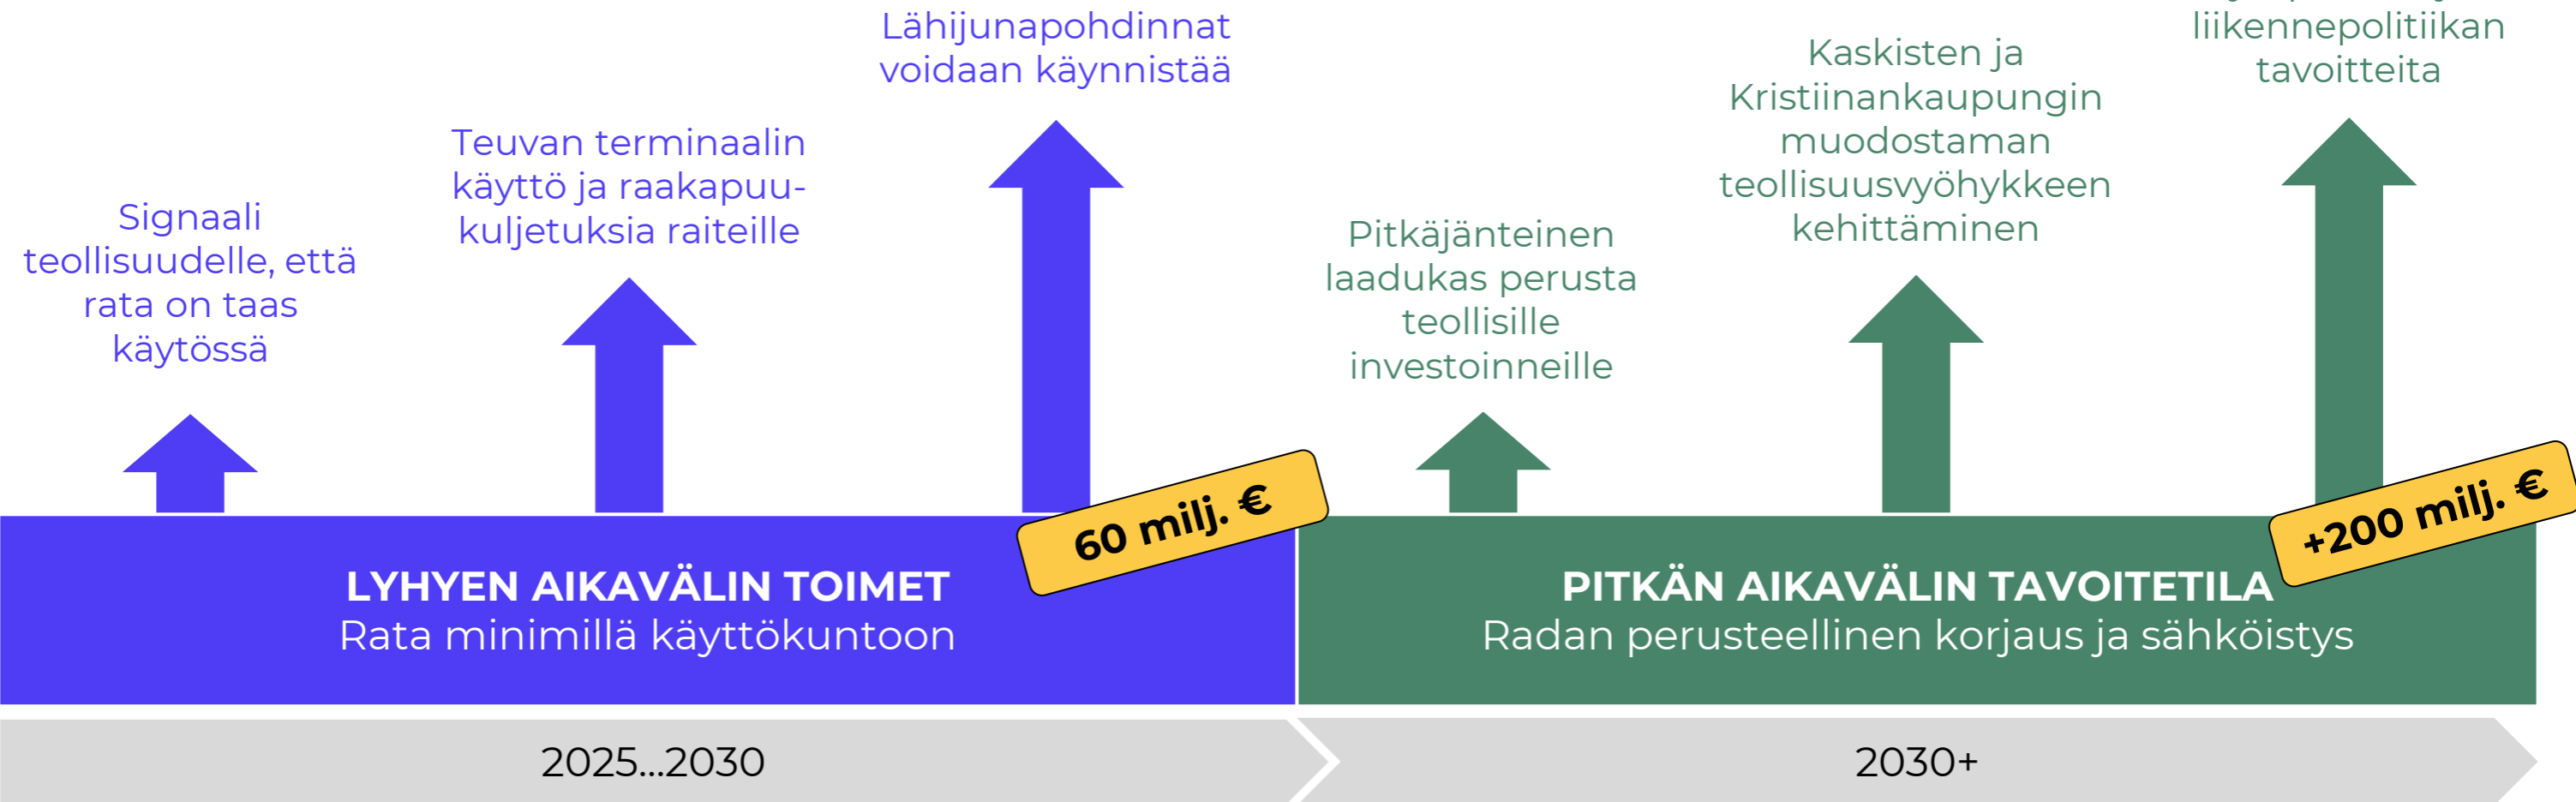 Signaali
teollisuudelle, että
rata on taas
käytössä
Teuvan terminaalin
käyttö ja raakapuu-
kuljetuksia raiteille
Lähijunapohdinnat
voidaan käynnistää
Pitkäjänteinen
laadukas perusta
teollisille
investoinneille
Kaskisten ja
Kristiinankaupungin
muodostaman
teollisuusvyöhykkeen
kehittäminen
liikennepolitiikan
tavoitteita
60 milj. €
+200 milj. €
LYHYEN AIKAVÄLIN TOIMET
Rata minimillä käyttökuntoon
PITKÄN AIKAVÄLIN TAVOITETILA
Radan perusteellinen korjaus ja sähköistys
2025...2030
2030+